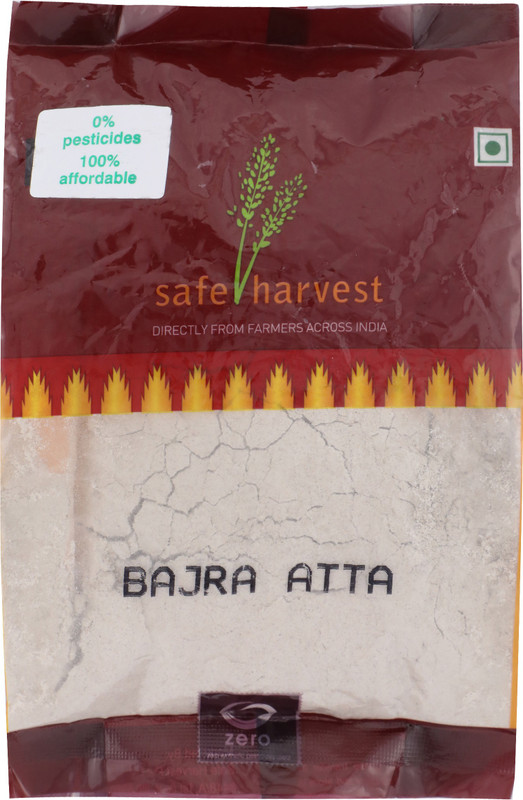 0%
pesticides
100%
affordable
safe harvest
DIRECTLY FROM FARMERS ACROSS INDIA
BAJRA ATTA
zero